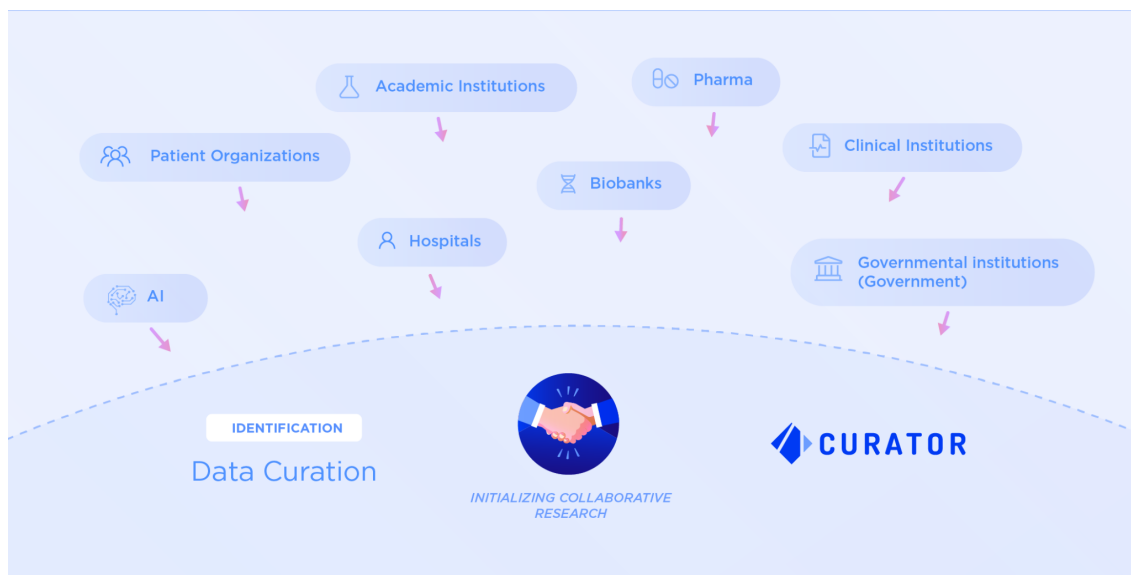 Academic Institutions
Pharma
Patient Organizations
Clinical Institutions
Biobanks
Hospitals
Governmental institutions
(Government)
AI
IDENTIFICATION
Data Curation
INITIALIZING COLLABORATIVE
RESEARCH
CURATOR